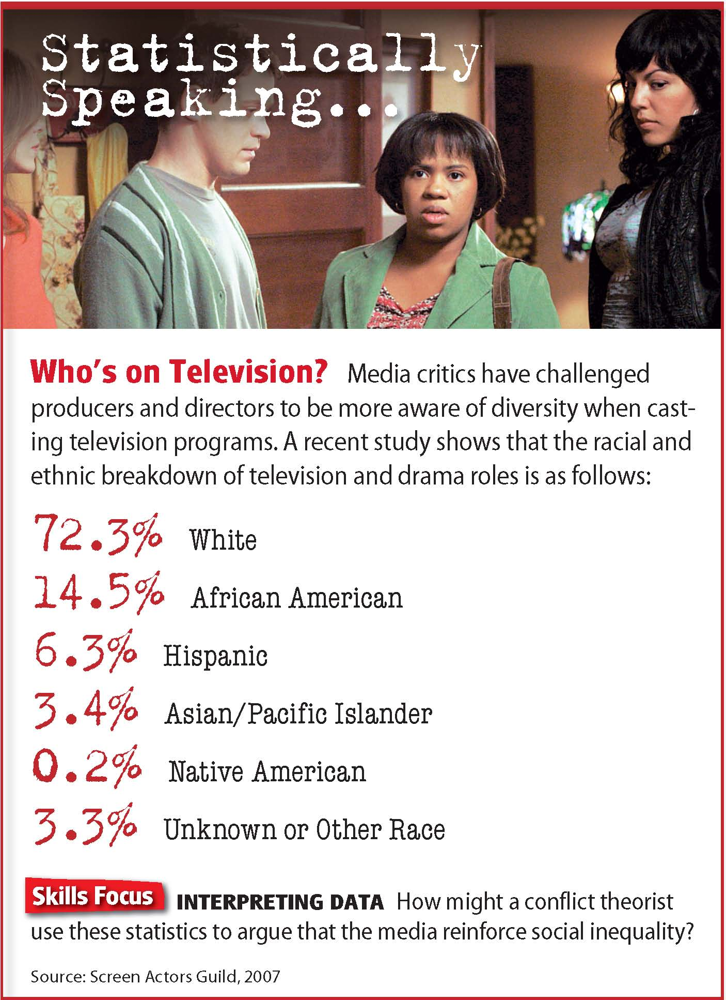 Statistically
Speaking...
Who's on Television? Media critics have challenged
producers and directors to be more aware of diversity when cast-
ing television programs. A recent study shows that the racial and
ethnic breakdown of television and drama roles is as follows:
72.3% White
14.5% African American
6.3% Hispanic
3.4% Asian/Pacific Islander
0.2% Native American
3.3% Unknown or Other Race
Skills Focus INTERPRETING DATA How might a conflict theorist
use these statistics to argue that the media reinforce social inequality?
Source: Screen Actors Guild, 2007